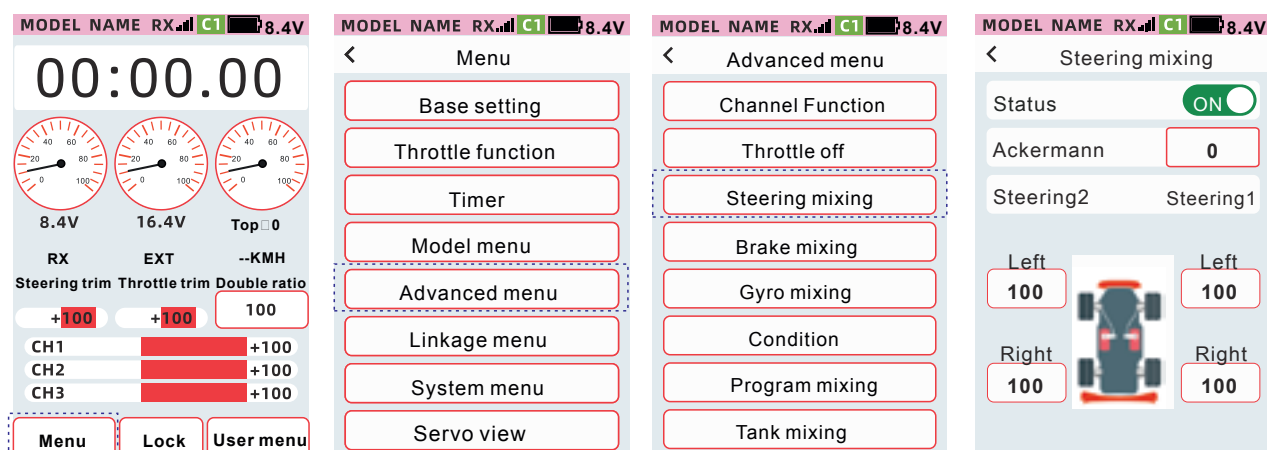 MODEL NAME RX C1 8.4V
00:00.00
0 20 40 60 80 100
0 20 40 60 80 100
0 20 40 60 80 100
8.4V 16.4V Top□0
RX EXT --KMH
Steering trim Throttle trim Double ratio
+100 +100 100
CH1 +100
CH2 +100
CH3 +100
Menu Lock User menu
MODEL NAME RX C1 8.4V
< Menu
Base setting
Throttle function
Timer
Model menu
Advanced menu
Linkage menu
System menu
Servo view
MODEL NAME RX C1 8.4V
< Advanced menu
Channel Function
Throttle off
Steering mixing
Brake mixing
Gyro mixing
Condition
Program mixing
Tank mixing
MODEL NAME RX C1 8.4V
< Steering mixing
Status ON
Ackermann 0
Steering2 Steering1
Left Left
100 100
Right Right
100 100